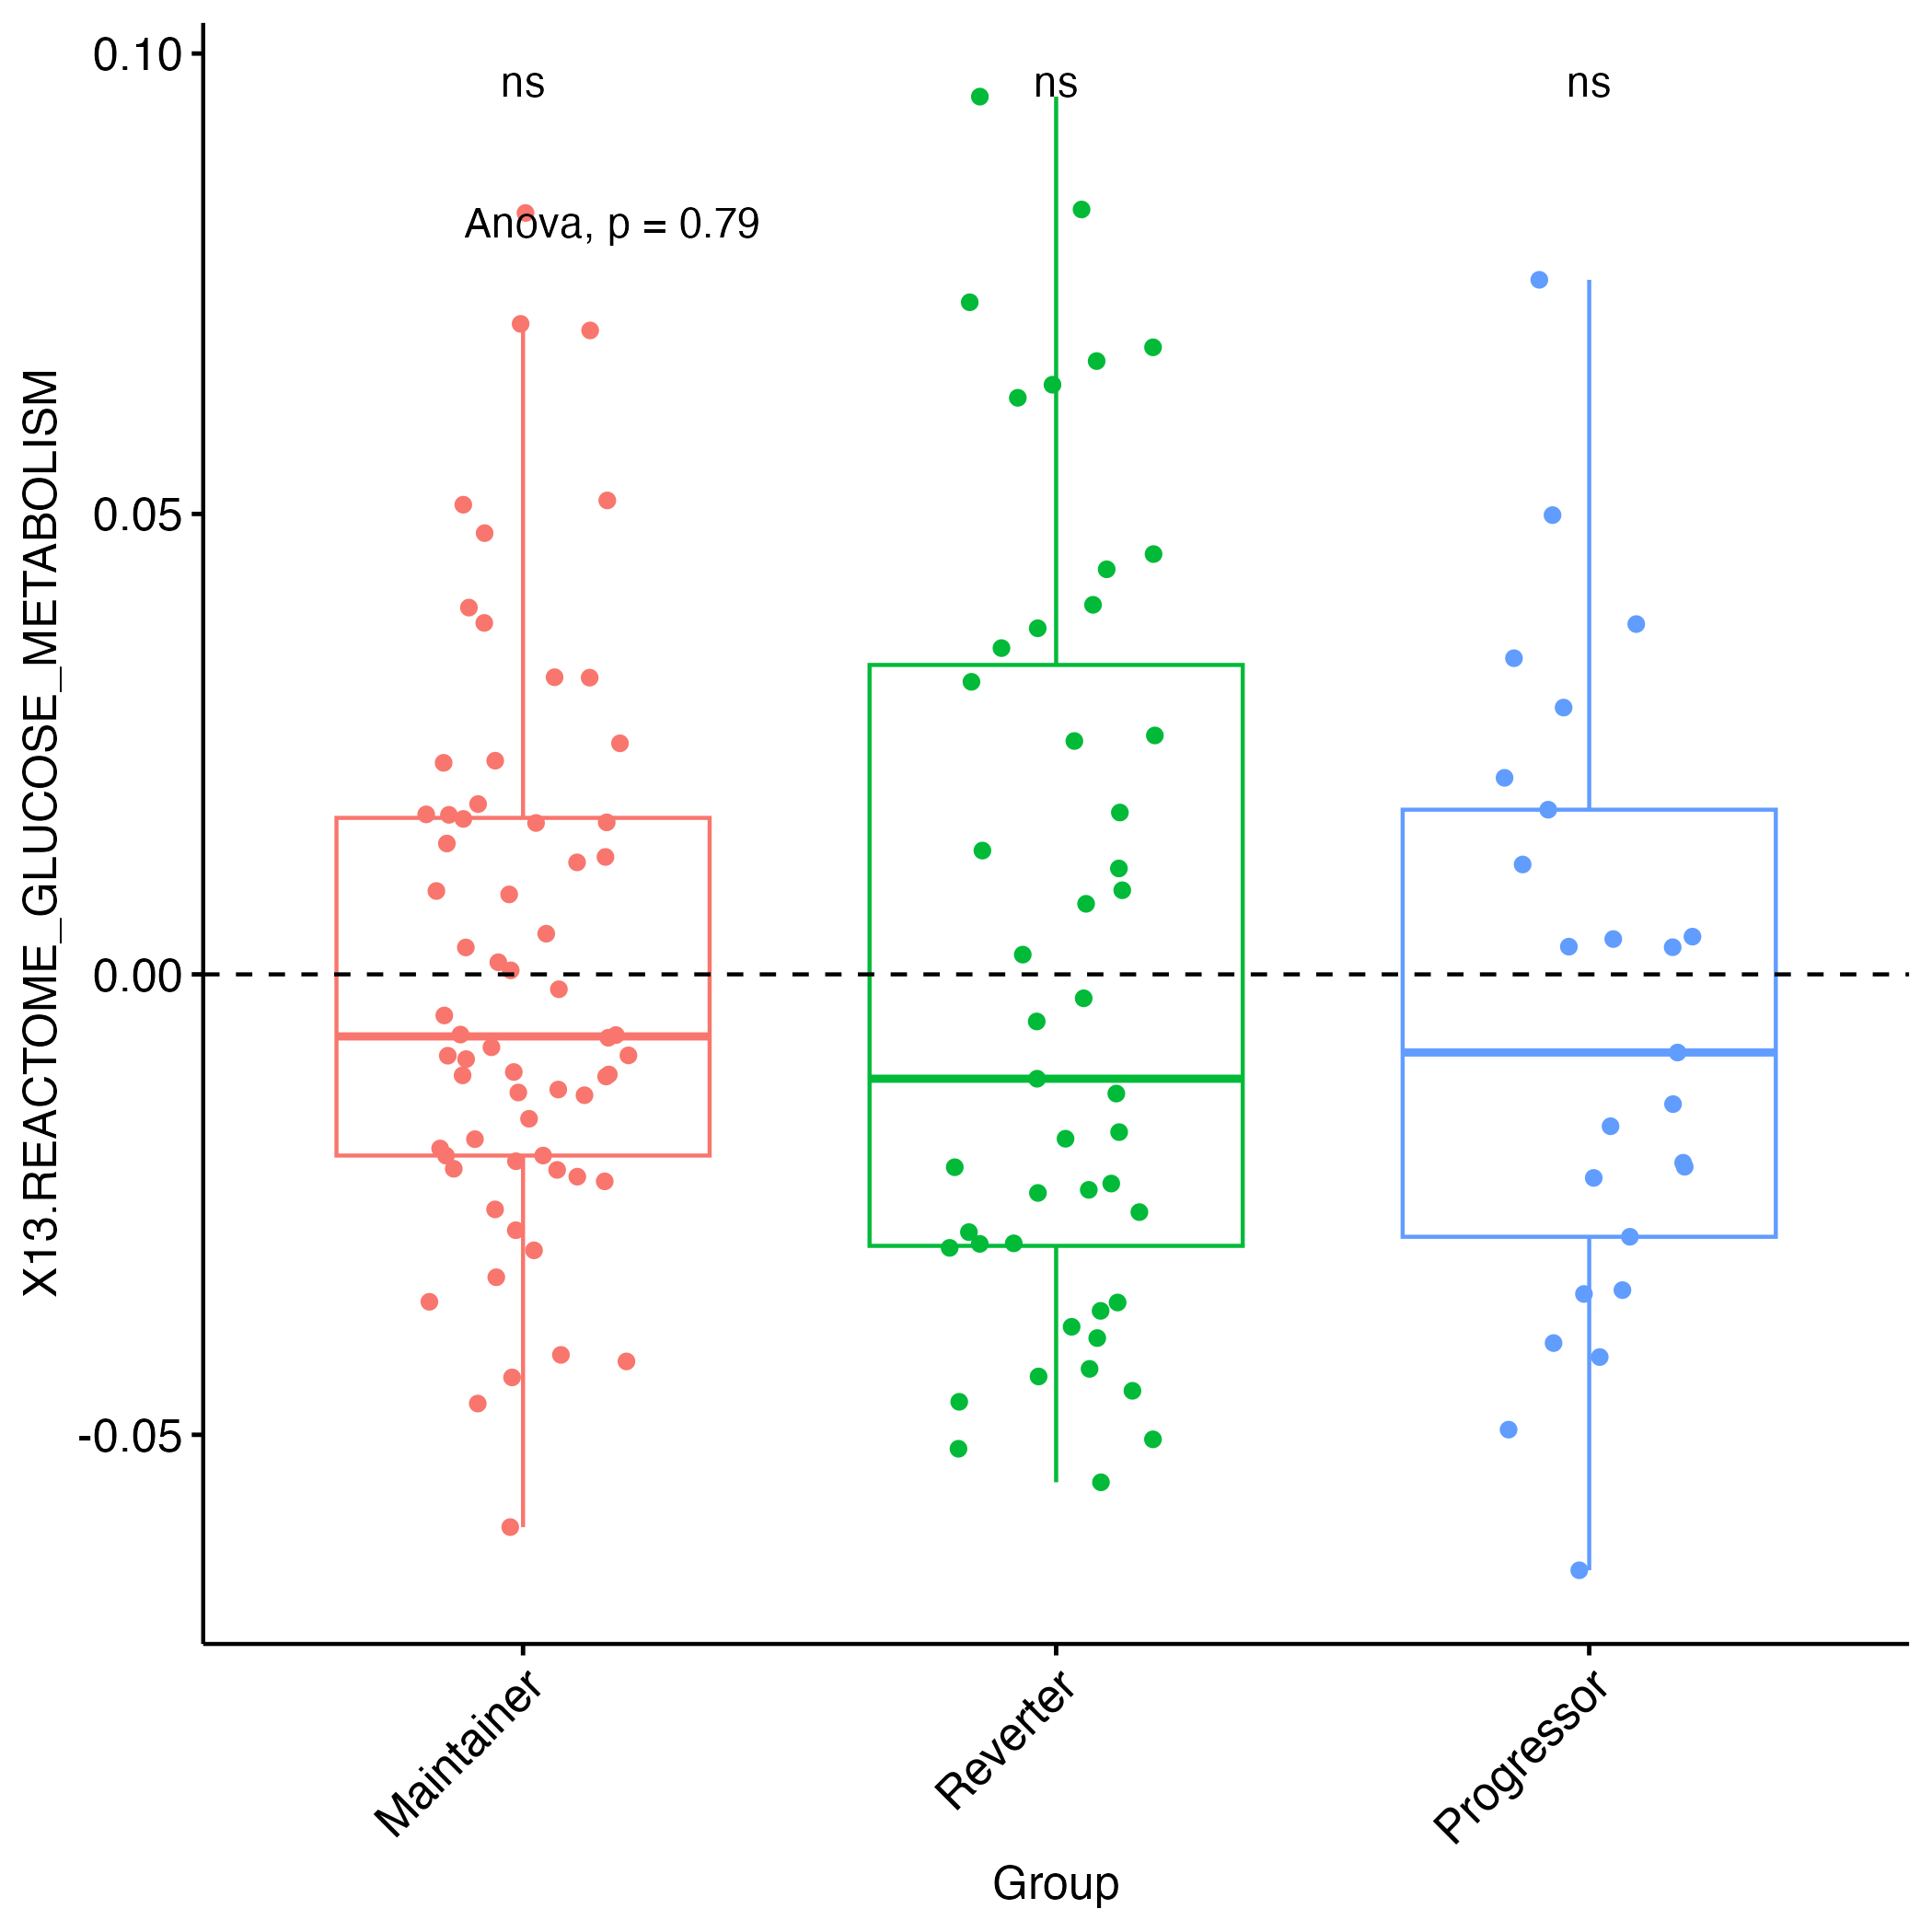 X13.REACTOME_GLUCOSE_METABOLISM
0.10
0.05
0.00
-0.05
ns
ns
ns
Anova, p = 0.79
Maintainer
Reverter
Progressor
Group